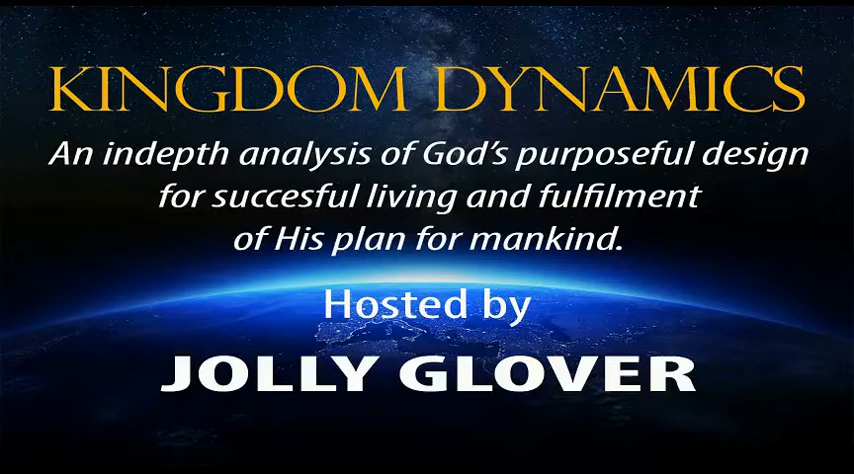 KINGDOM DYNAMICS
An indepth analysis of God's purposeful design
for succesful living and fulfilment
of His plan for mankind.
Hosted by
JOLLY GLOVER